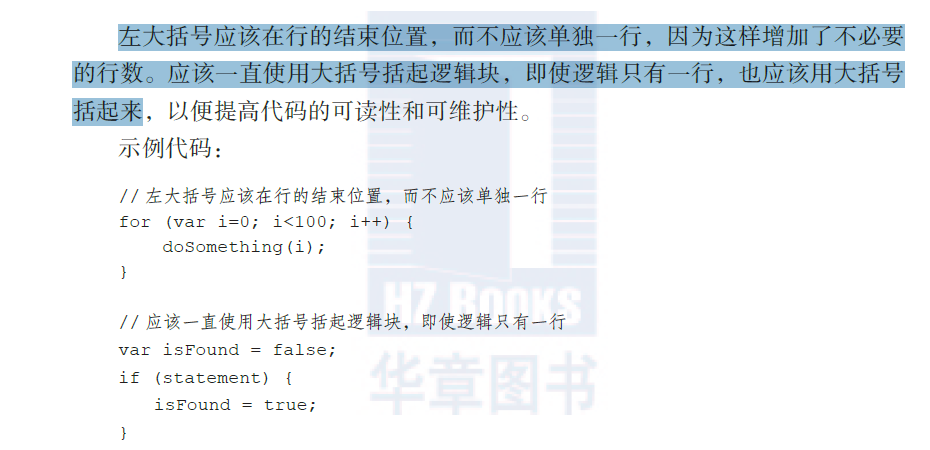 左大括号应该在行的结束位置，而不应该单独一行，因为这样增加了不必要
的行数。应该一直使用大括号括起逻辑块，即使逻辑只有一行，也应该用大括号
括起来，以便提高代码的可读性和可维护性。
示例代码：
// 左大括号应该在行的结束位置，而不应该单独一行
for (var i=0; i<100; i++) {
    doSomething(i);
}
// 应该一直使用大括号括起逻辑块，即使逻辑只有一行
var isFound = false;
if (statement) {
   isFound = true;
}
HZ Books
华章图书